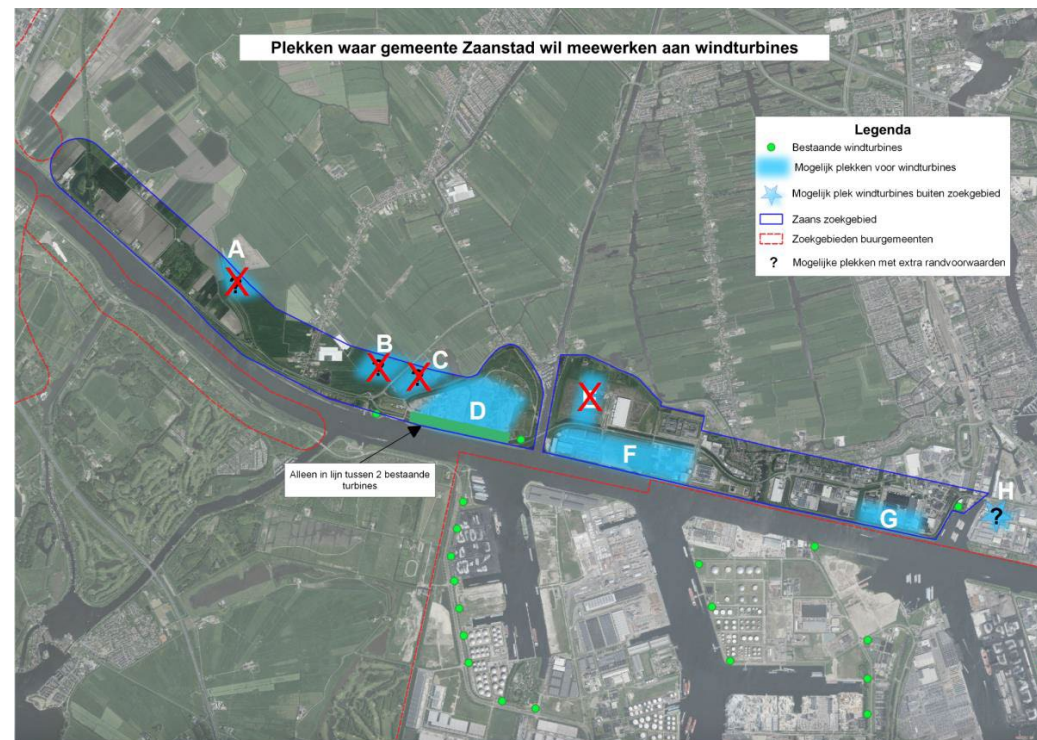 Plekken waar gemeente Zaanstad wil meewerken aan windturbines
Legenda
Bestaande windturbines
Mogelijk plekken voor windturbines
Mogelijk plek windturbines buiten zoekgebied
Zaans zoekgebied
Zoekgebieden buurgemeenten
? Mogelijke plekken met extra randvoorwaarden
A
B
C
D
F
G
H
?
Alleen in lijn tussen 2 bestaande
turbines